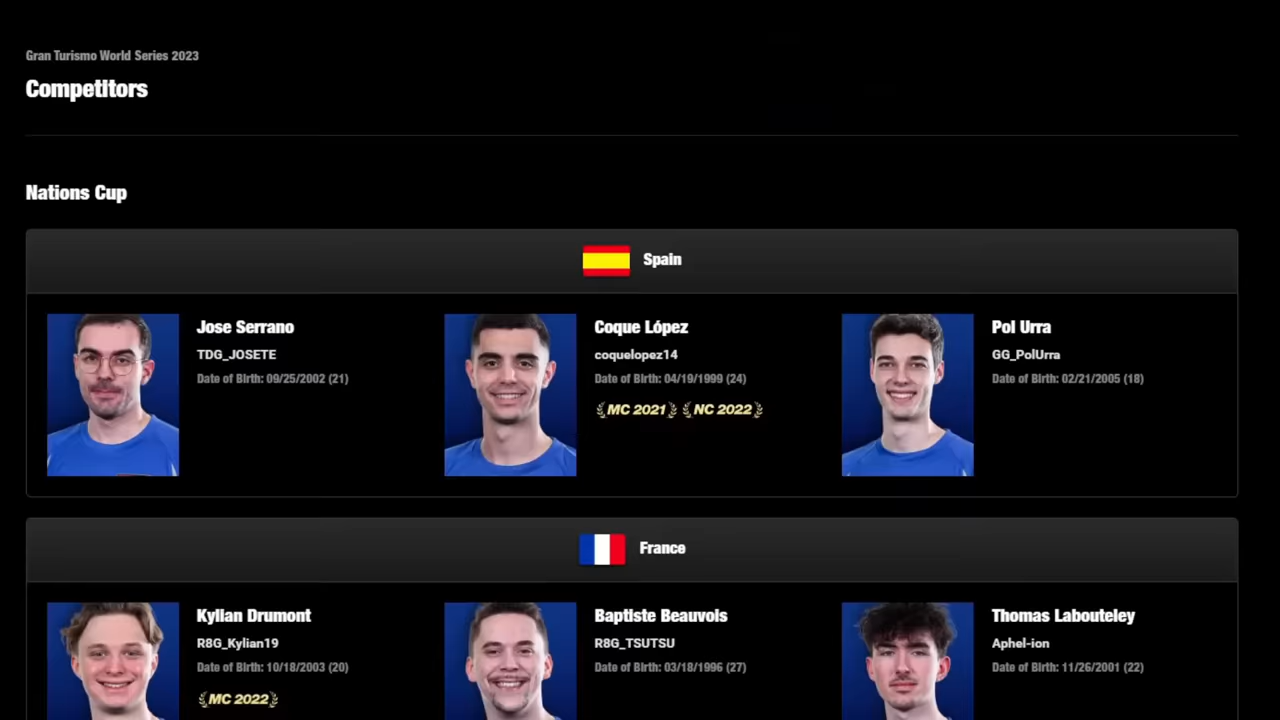 Gran Turismo World Series 2023
Competitors
Nations Cup
Spain
Jose Serrano
TDG_JOSETE
Date of Birth: 09/25/2002 (21)
Coque López
coquelopez14
Date of Birth: 04/19/1999 (24)
MC 2021 NC 2022
Pol Urra
GG_PolUrra
Date of Birth: 02/21/2005 (18)
France
Kylian Drumont
R8G_Kylian19
Date of Birth: 10/18/2003 (20)
MC 2022
Baptiste Beauvois
R8G_TSUTSU
Date of Birth: 03/18/1996 (27)
Thomas Labouteley
Aphel-ion
Date of Birth: 11/26/2001 (22)